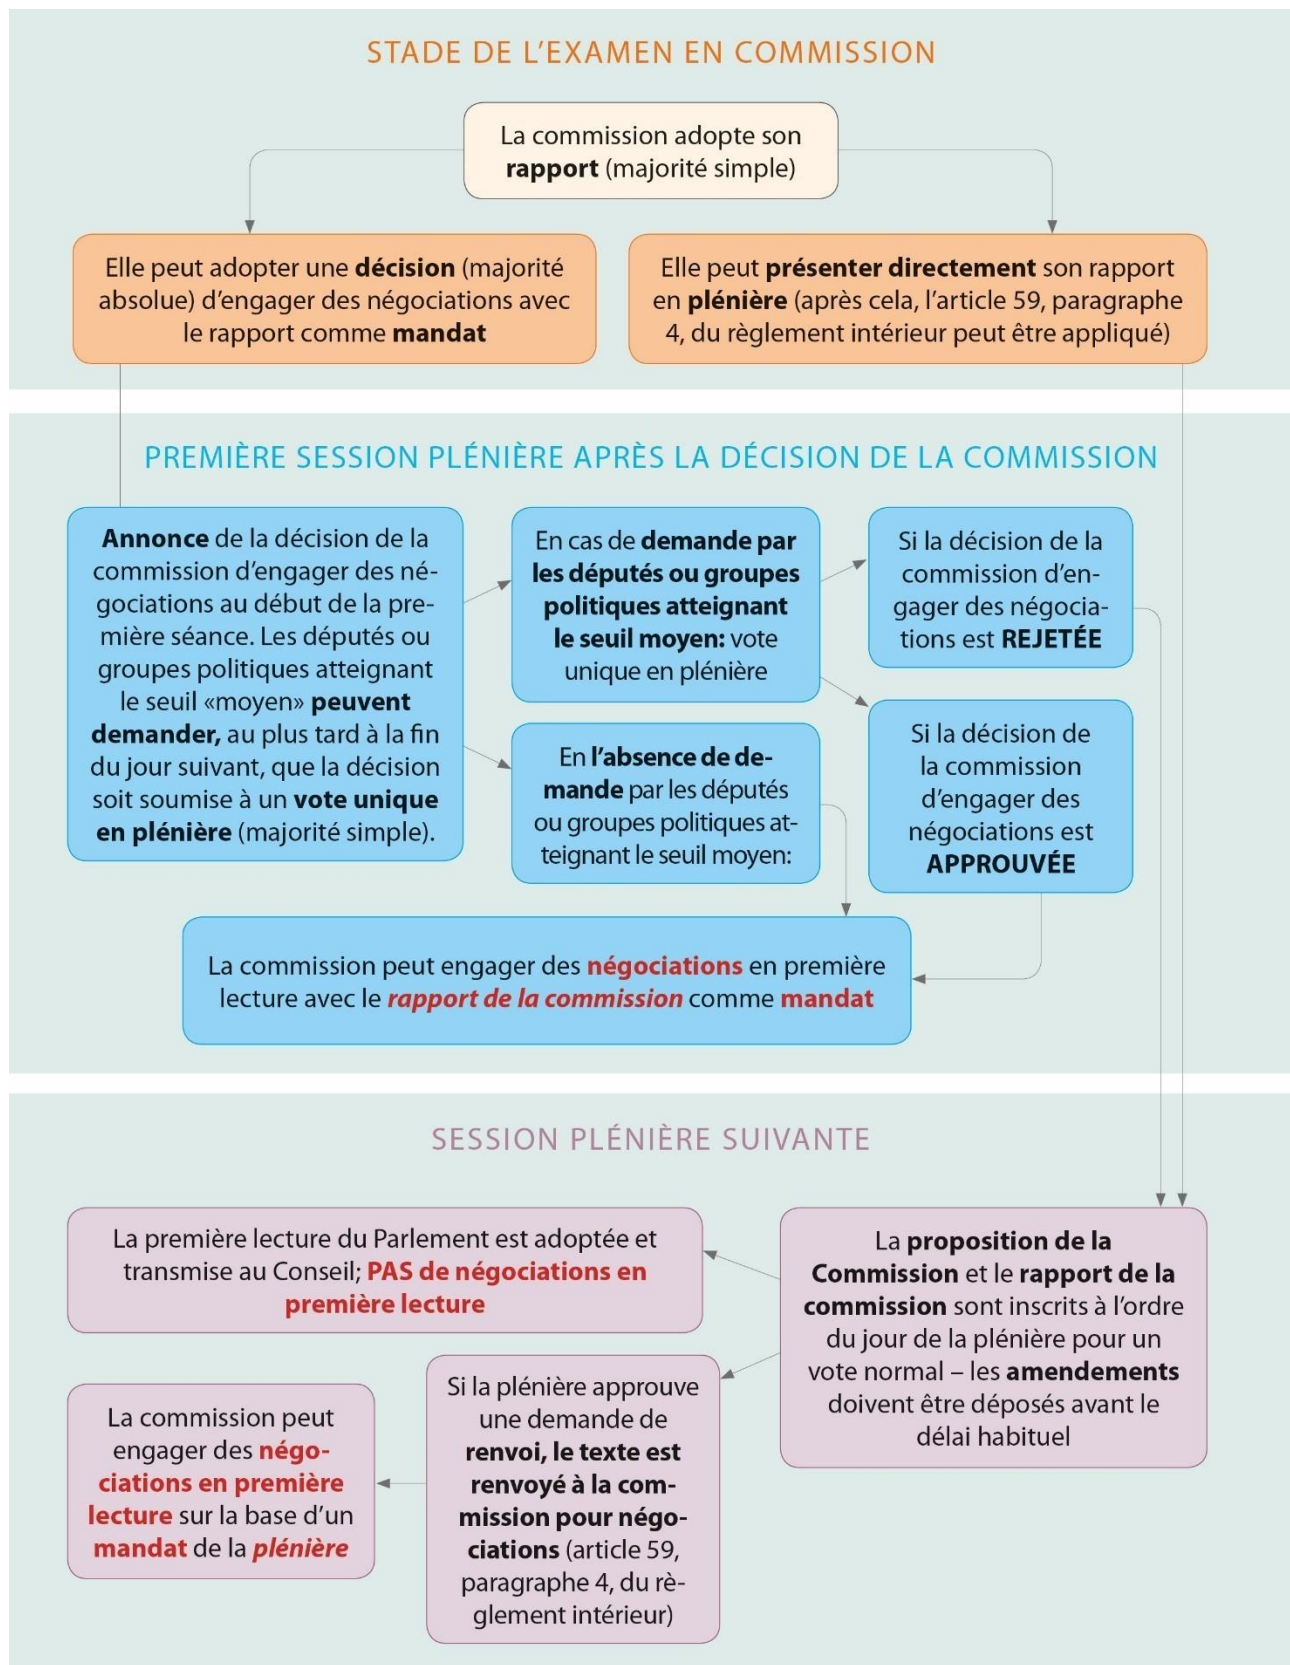 STADE DE L’EXAMEN EN COMMISSION
La commission adopte son
rapport (majorité simple)
Elle peut adopter une décision (majorité
absolue) d’engager des négociations avec
le rapport comme mandat
Elle peut présenter directement son rapport
en plénière (après cela, l’article 59, paragraphe
4, du règlement intérieur peut être appliqué)
PREMIÈRE SESSION PLÉNIÈRE APRÈS LA DÉCISION DE LA COMMISSION
Annonce de la décision de la
commission d’engager des né-
gociations au début de la pre-
mière séance. Les députés ou
groupes politiques atteignant
le seuil «moyen» peuvent
demander, au plus tard à la fin
du jour suivant, que la décision
soit soumise à un vote unique
en plénière (majorité simple).
En cas de demande par
les députés ou groupes
politiques atteignant
le seuil moyen: vote
unique en plénière
Si la décision de la
commission d’en-
gager des négocia-
tions est REJETÉE
En l’absence de de-
mande par les députés
ou groupes politiques at-
teignant le seuil moyen:
Si la décision de
la commission
d’engager des
négociations est
APPROUVÉE
La commission peut engager des négociations en première
lecture avec le rapport de la commission comme mandat
SESSION PLÉNIÈRE SUIVANTE
La première lecture du Parlement est adoptée et
transmise au Conseil; PAS de négociations en
première lecture
La proposition de la
Commission et le rapport de la
commission sont inscrits à l’ordre
du jour de la plénière pour un
vote normal – les amendements
doivent être déposés avant le
délai habituel
Si la plénière approuve
une demande de
renvoi, le texte est
renvoyé à la com-
mission pour négo-
ciations (article 59,
paragraphe 4, du rè-
glement intérieur)
La commission peut
engager des négo-
ciations en première
lecture sur la base d’un
mandat de la plénière